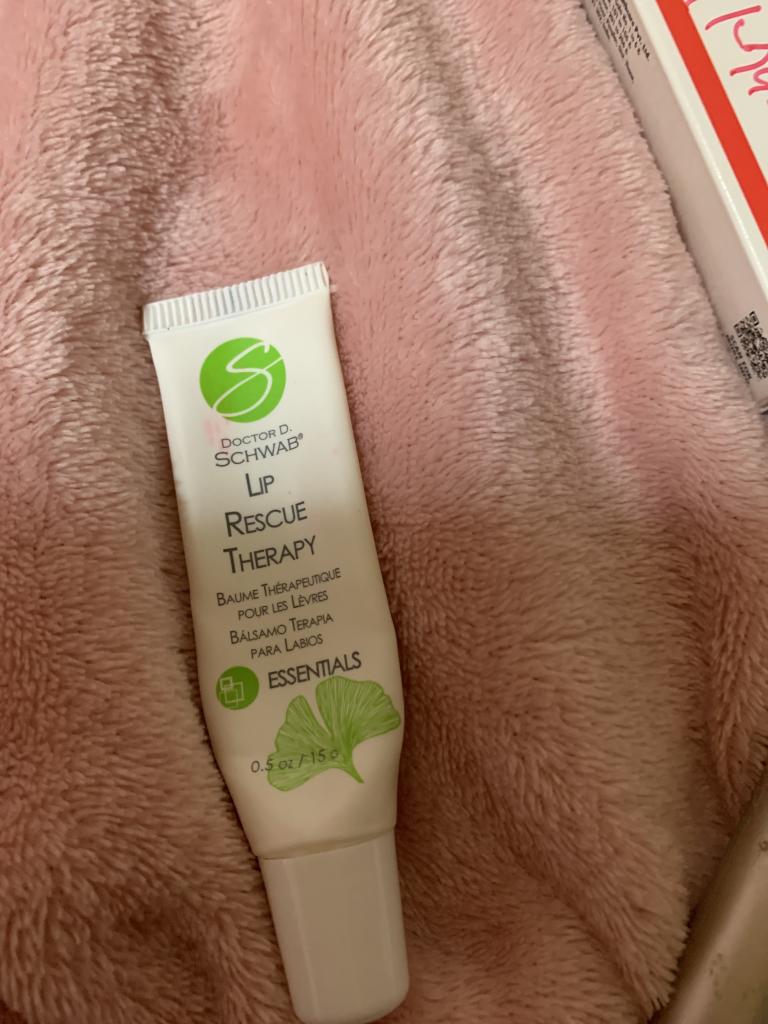 S
DOCTOR D.
SCHWAB®
LIP
RESCUE
THERAPY
BAUME THÉRAPEUTIQUE
POUR LES LÈVRES
BÁLSAMO TERAPIA
PARA LABIOS
ESSENTIALS
0.5 oz / 15 g